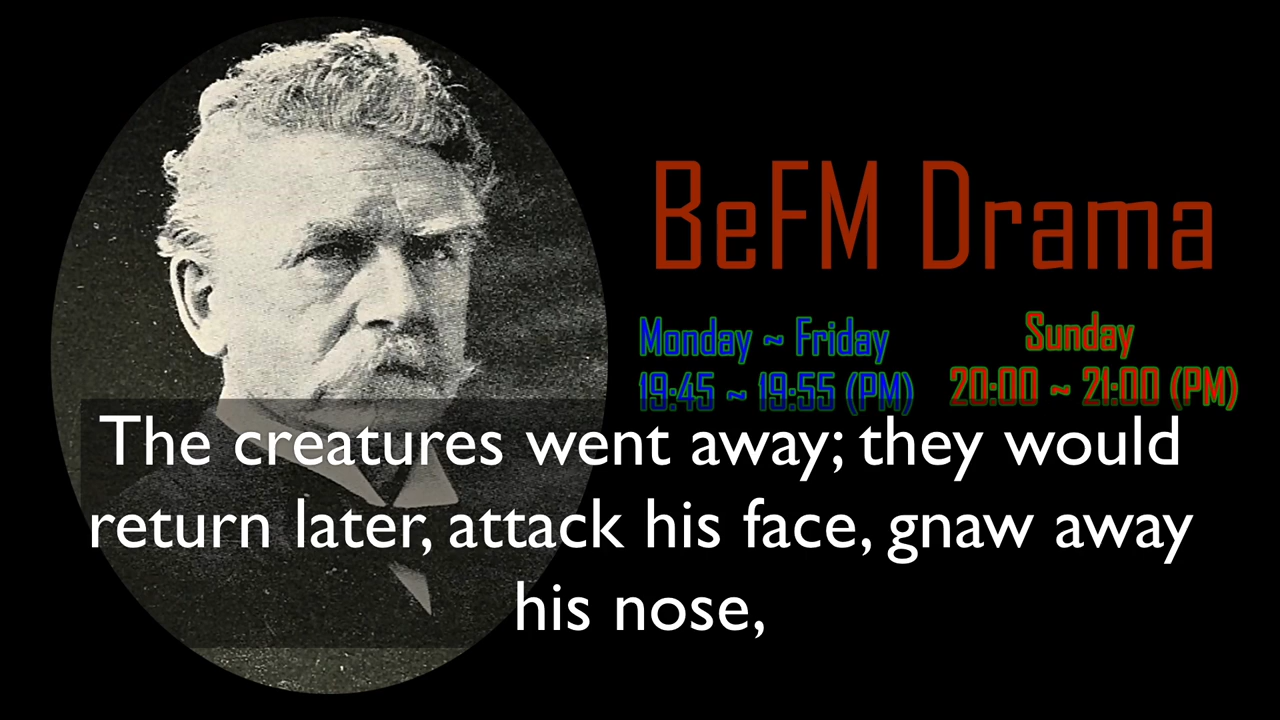 BeFM Drama
Monday ~ Friday
19:45 ~ 19:55 (PM)
Sunday
20:00 ~ 21:00 (PM)
The creatures went away; they would
return later, attack his face, gnaw away
his nose,